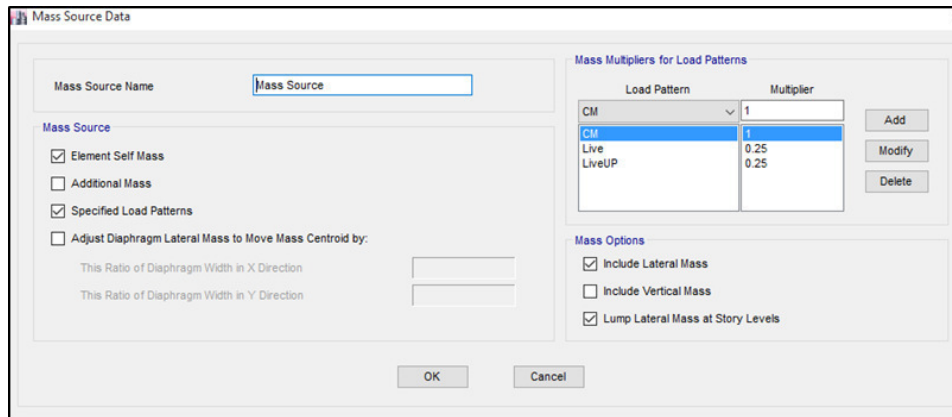 Mass Source Data
Mass Source Name
Mass Source
Mass Source
Element Self Mass
Additional Mass
Specified Load Patterns
Adjust Diaphragm Lateral Mass to Move Mass Centroid by:
This Ratio of Diaphragm Width in X Direction
This Ratio of Diaphragm Width in Y Direction
Mass Multipliers for Load Patterns
Load Pattern Multiplier
CM 1
CM 1
Live 0.25
LiveUP 0.25
Add
Modify
Delete
Mass Options
Include Lateral Mass
Include Vertical Mass
Lump Lateral Mass at Story Levels
OK Cancel